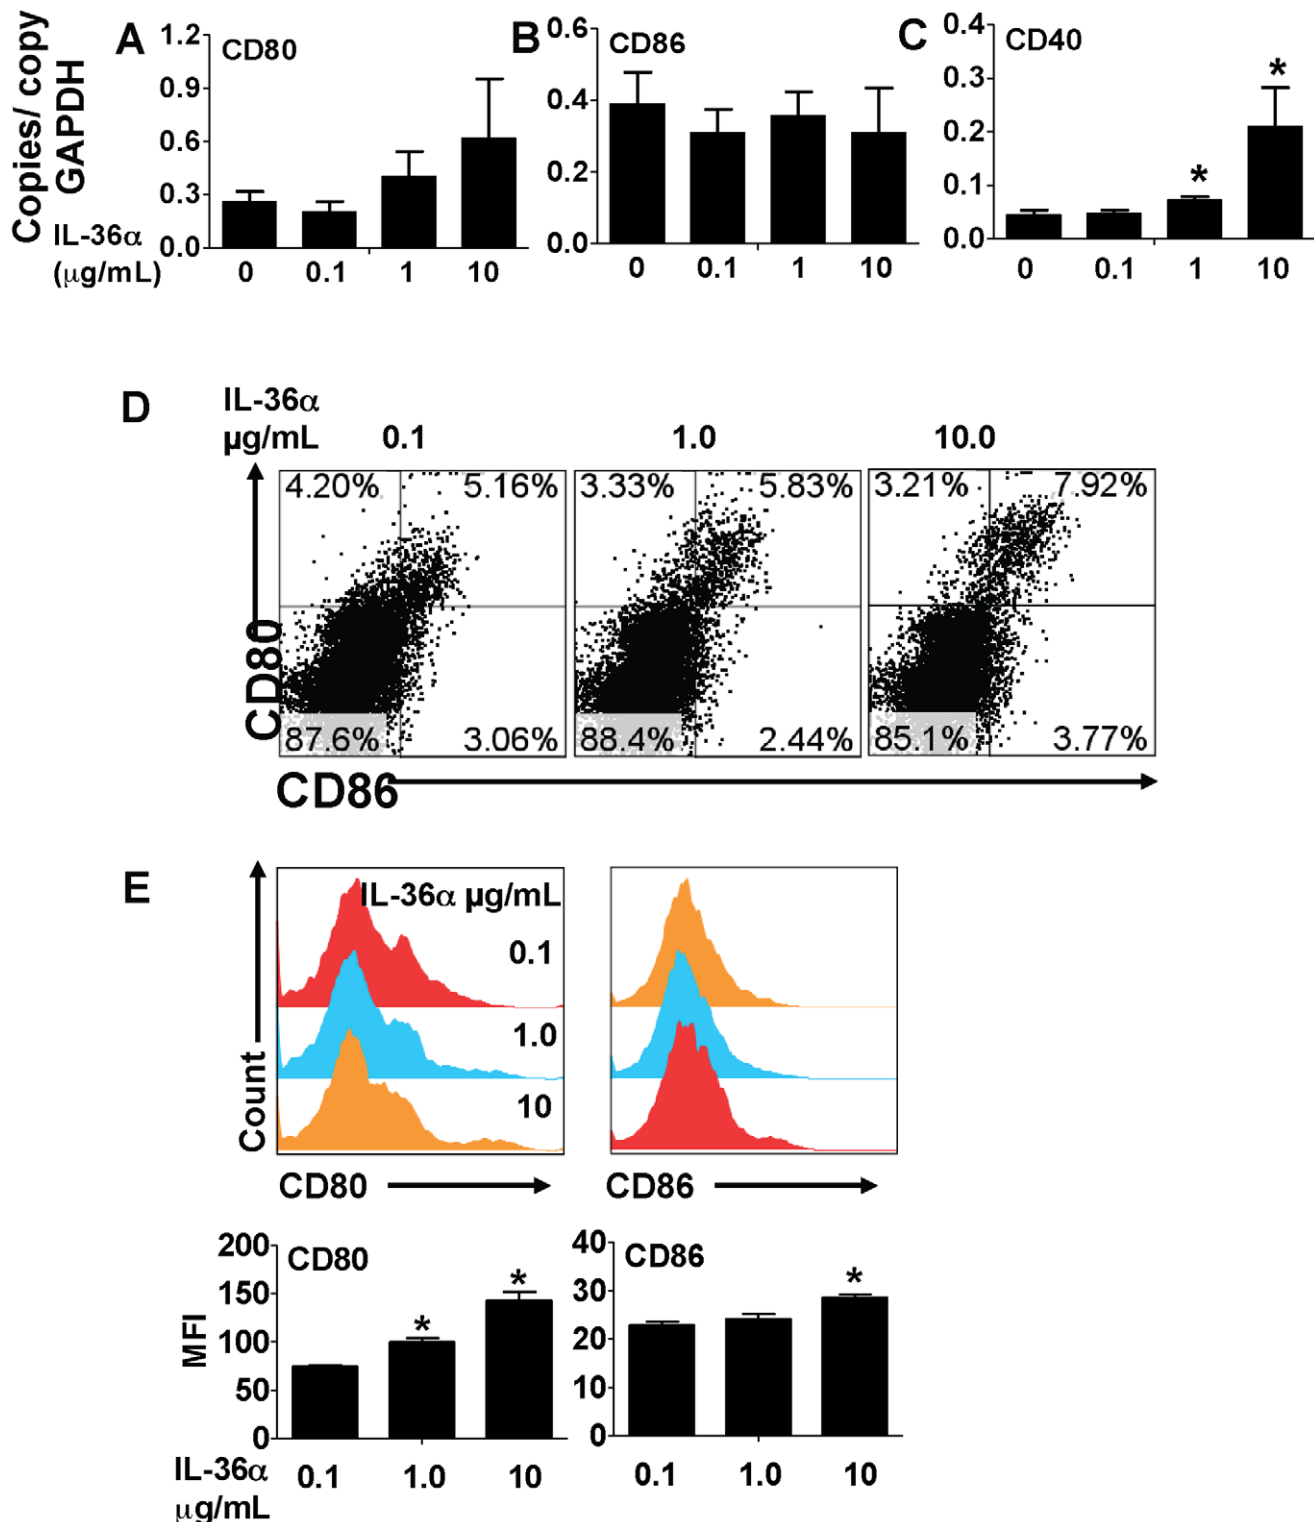 A
CD80
1.2
0.9
0.6
0.3
0.0
Copies/ copy
GAPDH
IL-36α
(μg/mL)
0 0.1 1 10
B
CD86
0.6
0.4
0.2
0.0
0 0.1 1 10
C
CD40
0.4
0.3
0.2
0.1
0.0
* *
0 0.1 1 10
D
IL-36α
µg/mL 0.1 1.0 10.0
4.20% 5.16% 3.33% 5.83% 3.21% 7.92%
87.6% 3.06% 88.4% 2.44% 85.1% 3.77%
CD80
CD86
E
IL-36α µg/mL
0.1
1.0
10
Count
CD80 CD86
CD80
200
150
100
50
0
MFI
* *
IL-36α
μg/mL
0.1 1.0 10
CD86
40
30
20
10
0
*
0.1 1.0 10